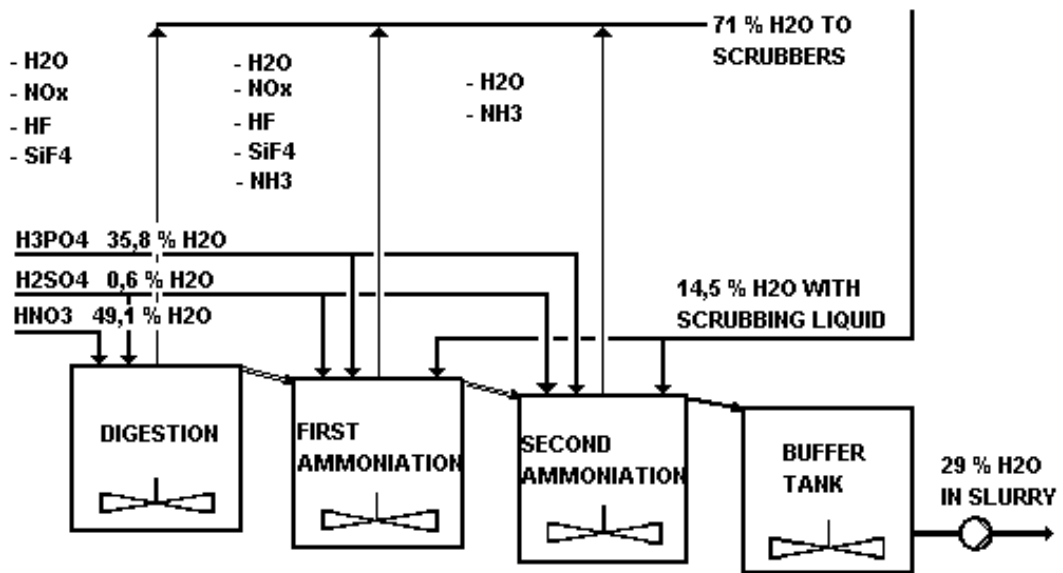 71 % H2O TO
SCRUBBERS
- H2O
- NOx
- HF
- SiF4
- H2O
- NOx
- HF
- SiF4
- NH3
- H2O
- NH3
H3PO4 35,8 % H2O
H2SO4 0,6 % H2O
HNO3 49,1 % H2O
14,5 % H2O WITH
SCRUBBING LIQUID
DIGESTION
FIRST
AMMONIATION
SECOND
AMMONIATION
BUFFER
TANK
29 % H2O
IN SLURRY